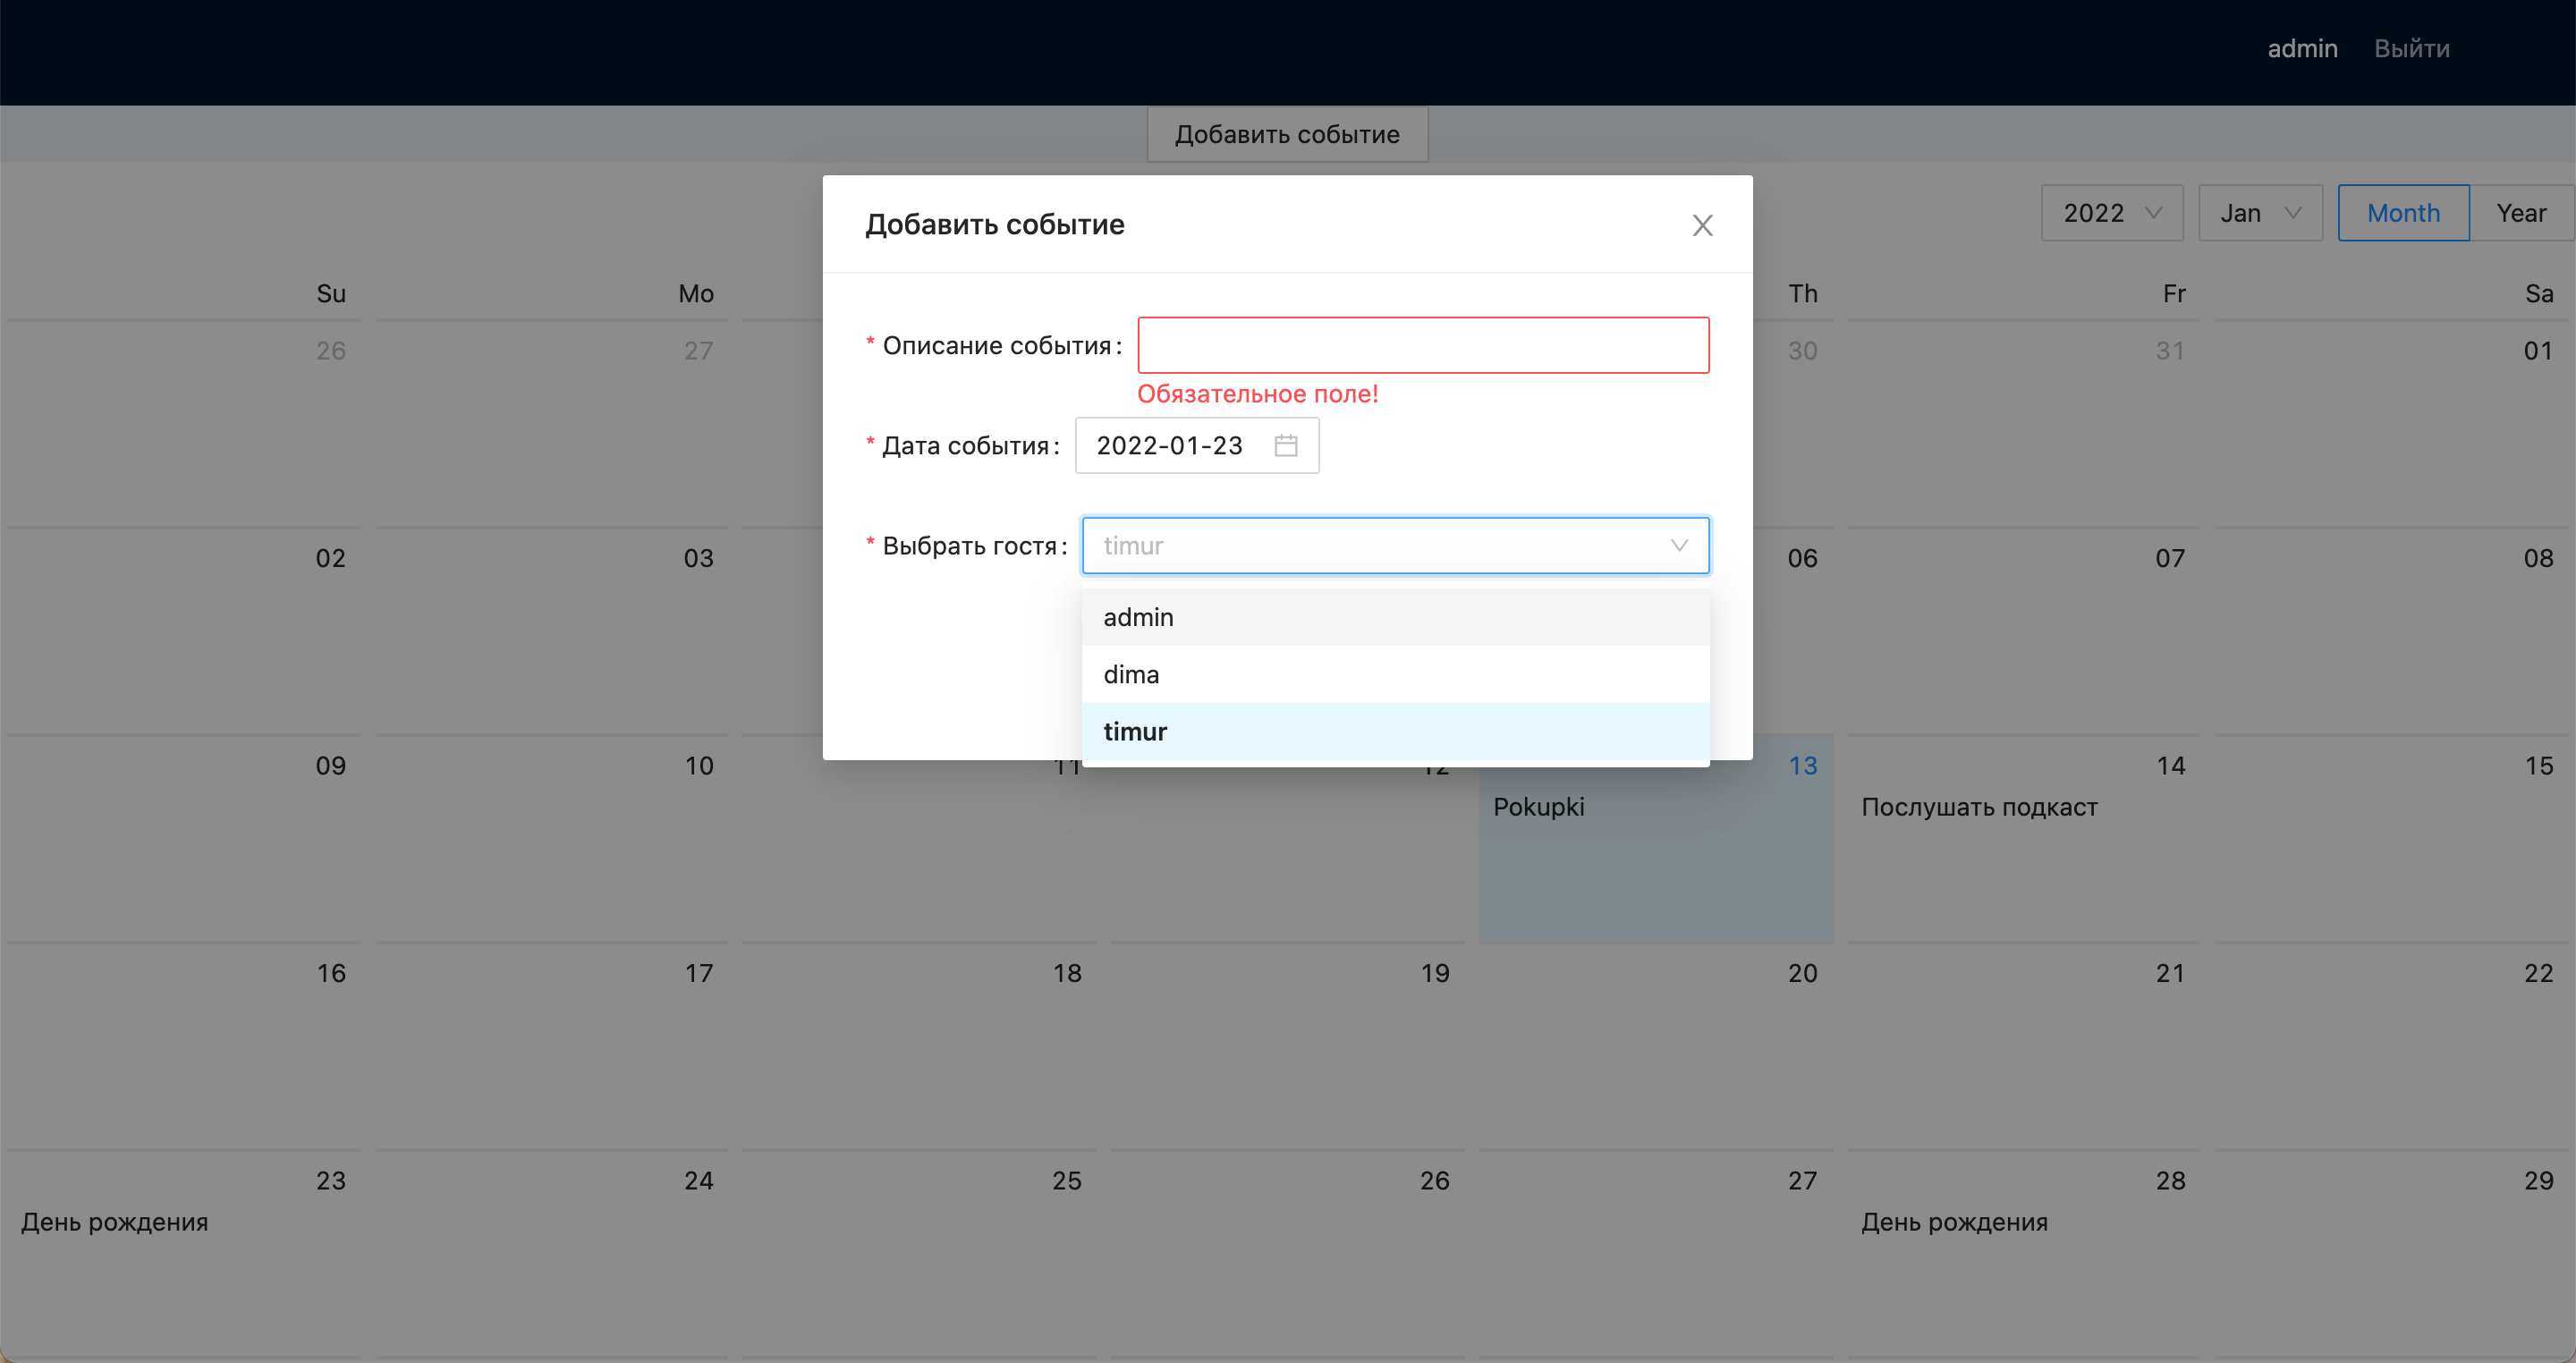 admin Выйти
Добавить событие
2022 Jan Month Year
Добавить событие
* Описание события:
Обязательное поле!
* Дата события: 2022-01-23
* Выбрать гостя: timur
admin
dima
timur
Su Mo Th Fr Sa
26 27 30 31 01
02 03 06 07 08
09 10 11 12 13 14 15
Pokupki Послушать подкаст
16 17 18 19 20 21 22
23 24 25 26 27 28 29
День рождения День рождения